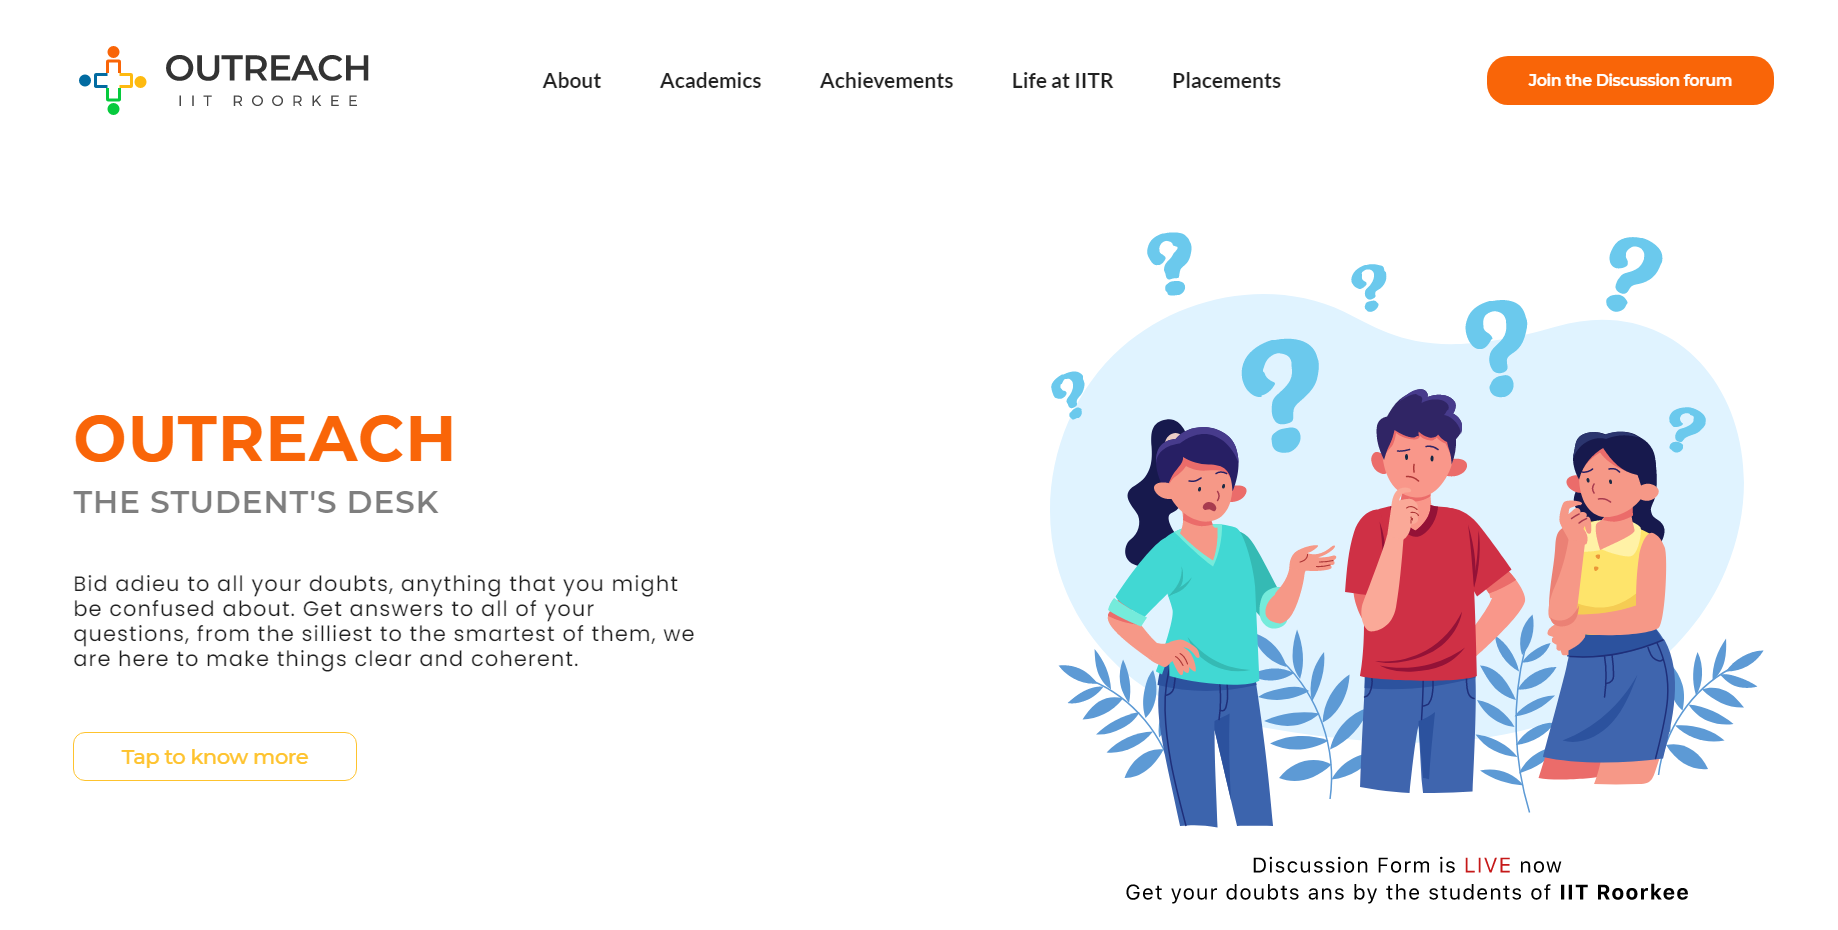 OUTREACH
IIT ROORKEE
About
Academics
Achievements
Life at IITR
Placements
Join the Discussion forum
OUTREACH
THE STUDENT'S DESK
Bid adieu to all your doubts, anything that you might
be confused about. Get answers to all of your
questions, from the silliest to the smartest of them, we
are here to make things clear and coherent.
Tap to know more
? ? ? ? ? ? ?
Discussion Form is LIVE now
Get your doubts ans by the students of IIT Roorkee